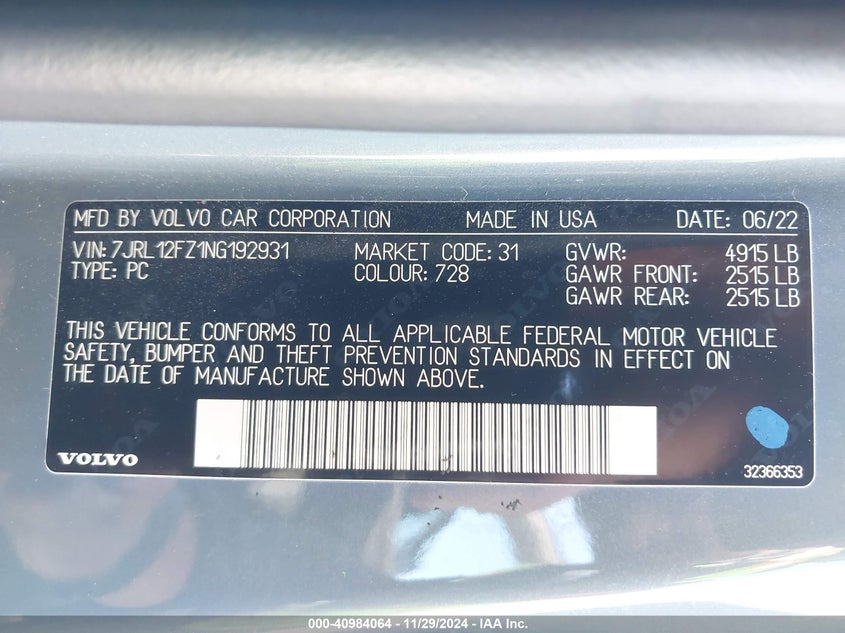 MFD BY VOLVO CAR CORPORATION MADE IN USA DATE: 06/22
VIN:7JRL12FZ1NG192931 MARKET CODE: 31 GVWR: 4915 LB
TYPE: PC COLOUR: 728 GAWR FRONT: 2515 LB
GAWR REAR: 2515 LB
THIS VEHICLE CONFORMS TO ALL APPLICABLE FEDERAL MOTOR VEHICLE
SAFETY, BUMPER AND THEFT PREVENTION STANDARDS IN EFFECT ON
THE DATE OF MANUFACTURE SHOWN ABOVE.
VOLVO
32366353
000-40984064 - 11/29/2024 - IAA Inc.